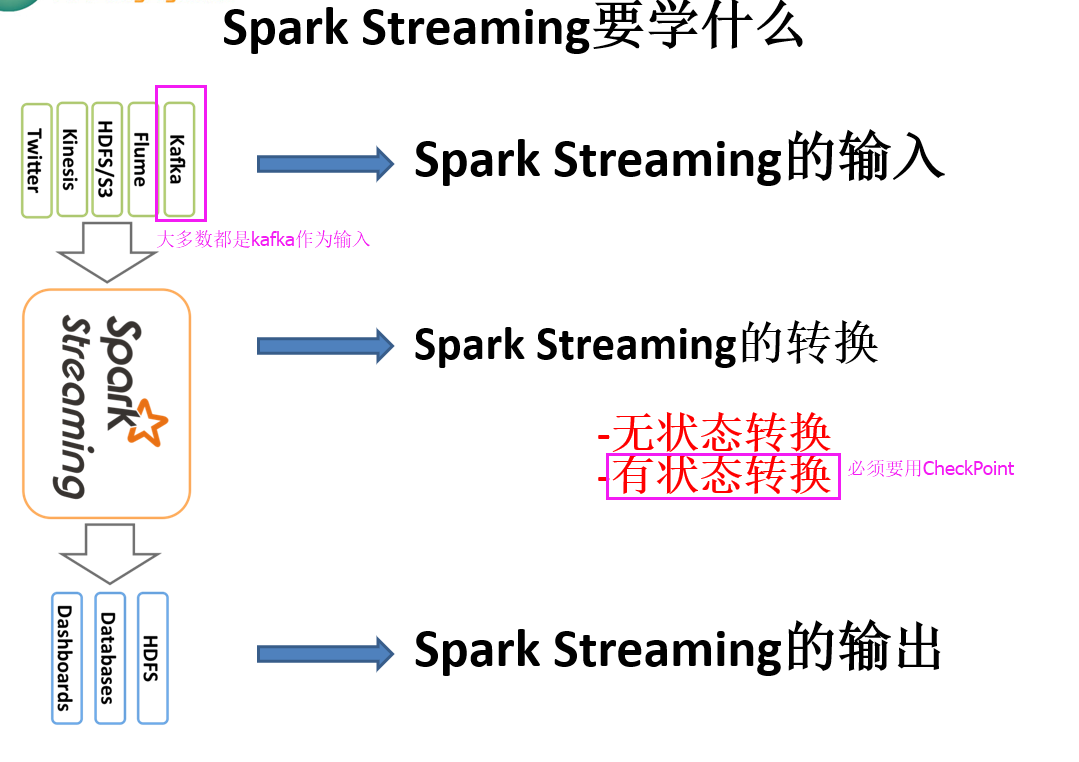 Spark Streaming要学什么
Twitter
Kinesis
HDFS/S3
Flume
Kafka
Spark Streaming的输入
大多数都是kafka作为输入
Spark
Streaming
Spark Streaming的转换
-无状态转换
-有状态转换
必须要用CheckPoint
Dashboards
Databases
HDFS
Spark Streaming的输出